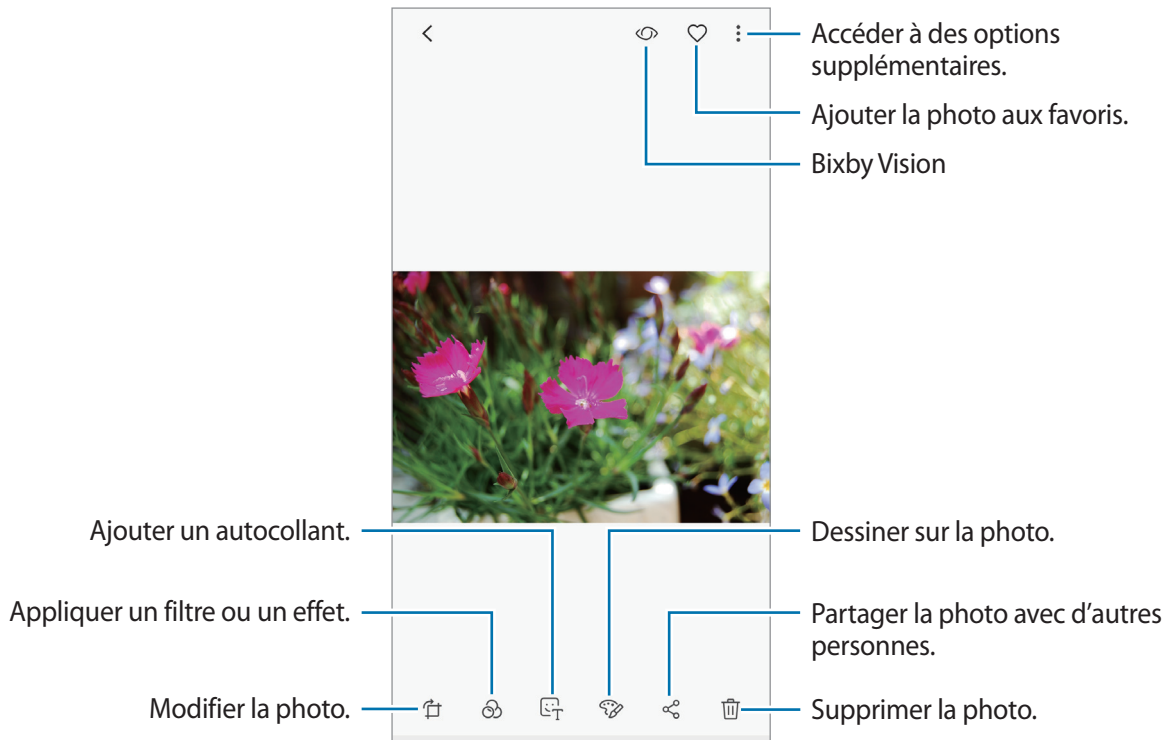 Accéder à des options
supplémentaires.
Ajouter la photo aux favoris.
Bixby Vision
Ajouter un autocollant.
Dessiner sur la photo.
Appliquer un filtre ou un effet.
Partager la photo avec d’autres
personnes.
Modifier la photo.
Supprimer la photo.